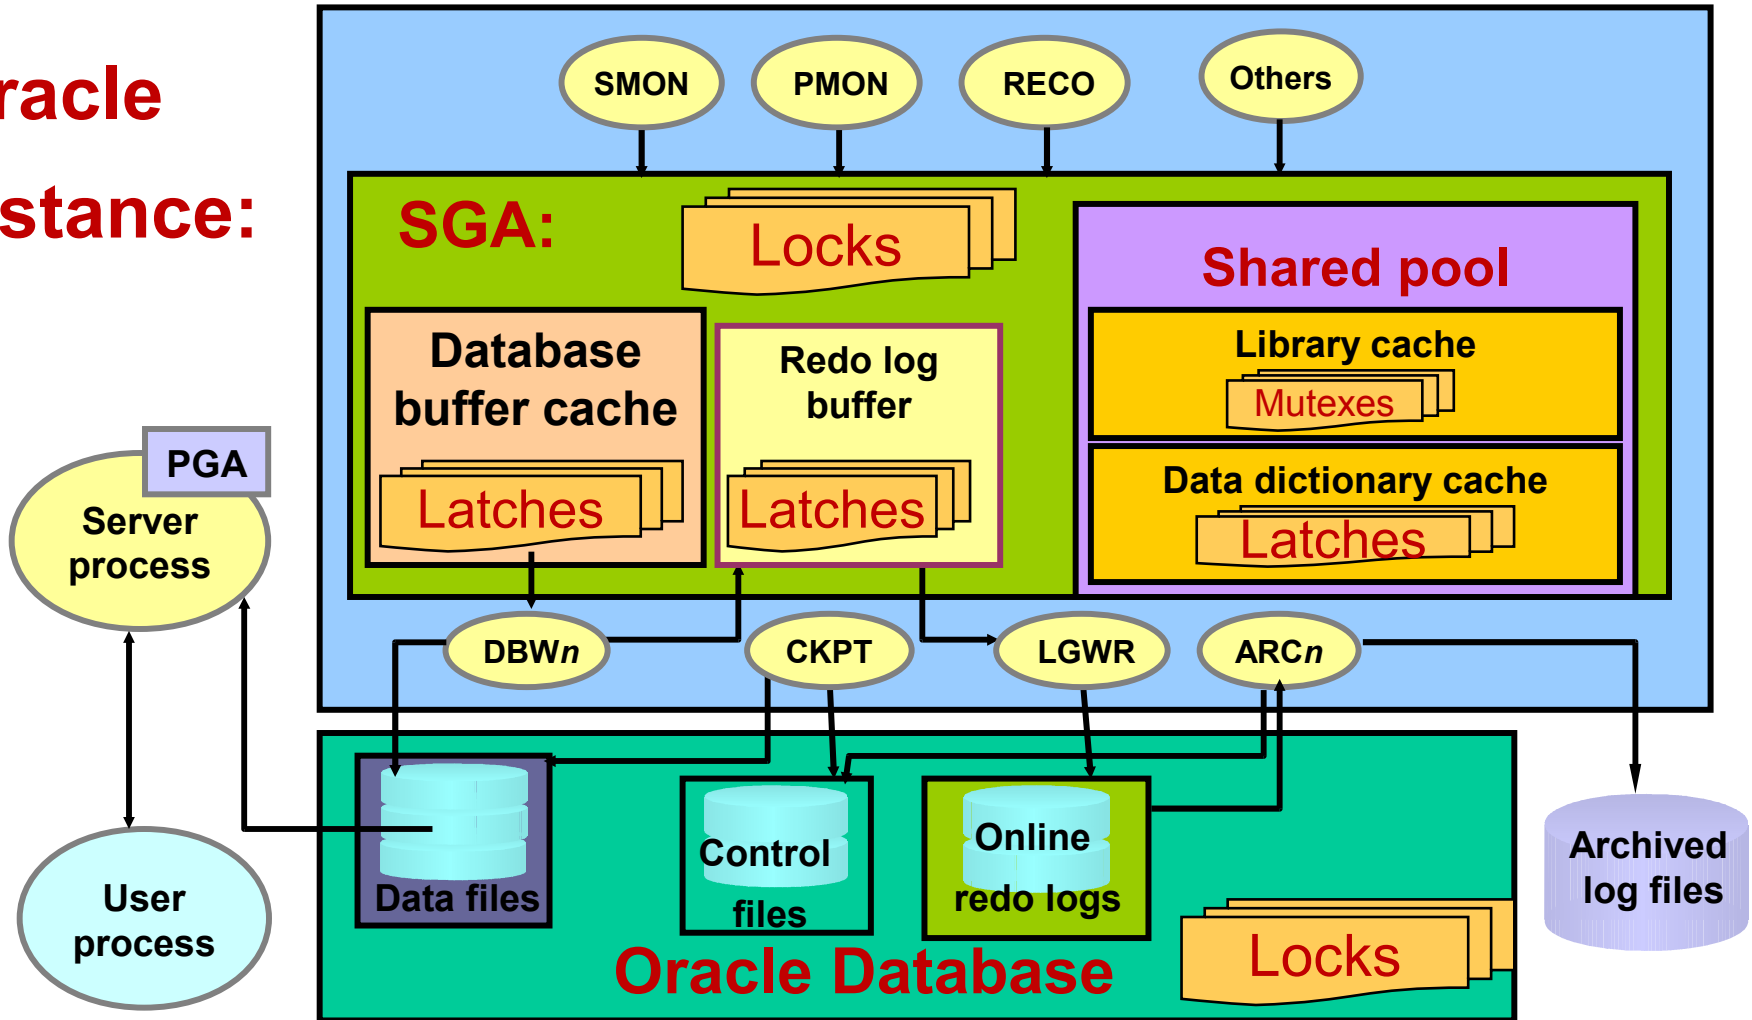 racle
stance:
SMON
PMON
RECO
Others
SGA:
Locks
Shared pool
Database
buffer cache
Latches
Redo log
buffer
Latches
Library cache
Mutexes
Data dictionary cache
Latches
PGA
Server
process
DBWn
CKPT
LGWR
ARCn
User
process
Data files
Control
files
Online
redo logs
Archived
log files
Oracle Database
Locks